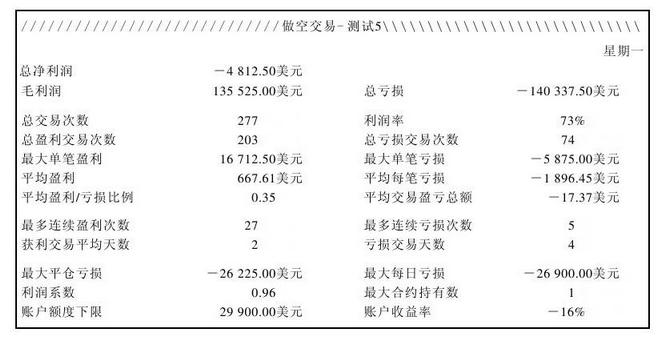 //////////////////////////////做空交易-测试5\\\\\\\\\\\\\\\\\\\\\\\\\\\\\\
星期一
总净利润 －4 812.50美元
毛利润 135 525.00美元 总亏损 －140 337.50美元
总交易次数 277 利润率 73%
总盈利交易次数 203 总亏损交易次数 74
最大单笔盈利 16 712.50美元 最大单笔亏损 －5 875.00美元
平均盈利 667.61美元 平均每笔亏损 －1 896.45美元
平均盈利/亏损比例 0.35 平均交易盈亏总额 －17.37美元
最多连续盈利次数 27 最多连续亏损次数 5
获利交易平均天数 2 亏损交易天数 4
最大平仓亏损 －26 225.00美元 最大每日亏损 －26 900.00美元
利润系数 0.96 最大合约持有数 1
账户额度下限 29 900.00美元 账户收益率 －16%